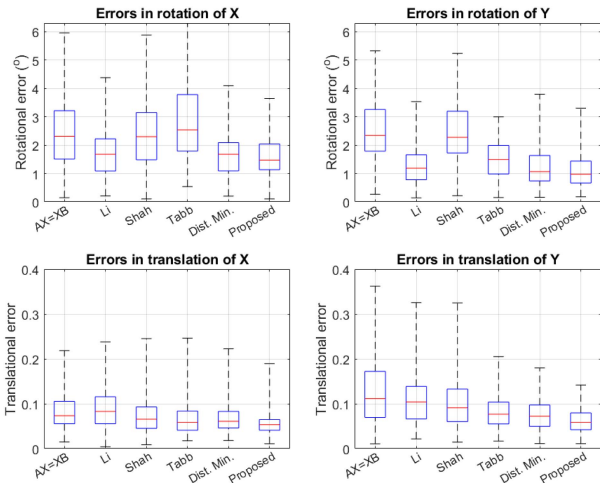 Errors in rotation of X
Rotational error (°)
6
5
4
3
2
1
0
AX=XB
Li
Shah
Tabb
Dist. Min.
Proposed
Errors in rotation of Y
Rotational error (°)
6
5
4
3
2
1
0
AX=XB
Li
Shah
Tabb
Dist. Min.
Proposed
Errors in translation of X
Translational error
0.4
0.3
0.2
0.1
0
AX=XB
Li
Shah
Tabb
Dist. Min.
Proposed
Errors in translation of Y
Translational error
0.4
0.3
0.2
0.1
0
AX=XB
Li
Shah
Tabb
Dist. Min.
Proposed